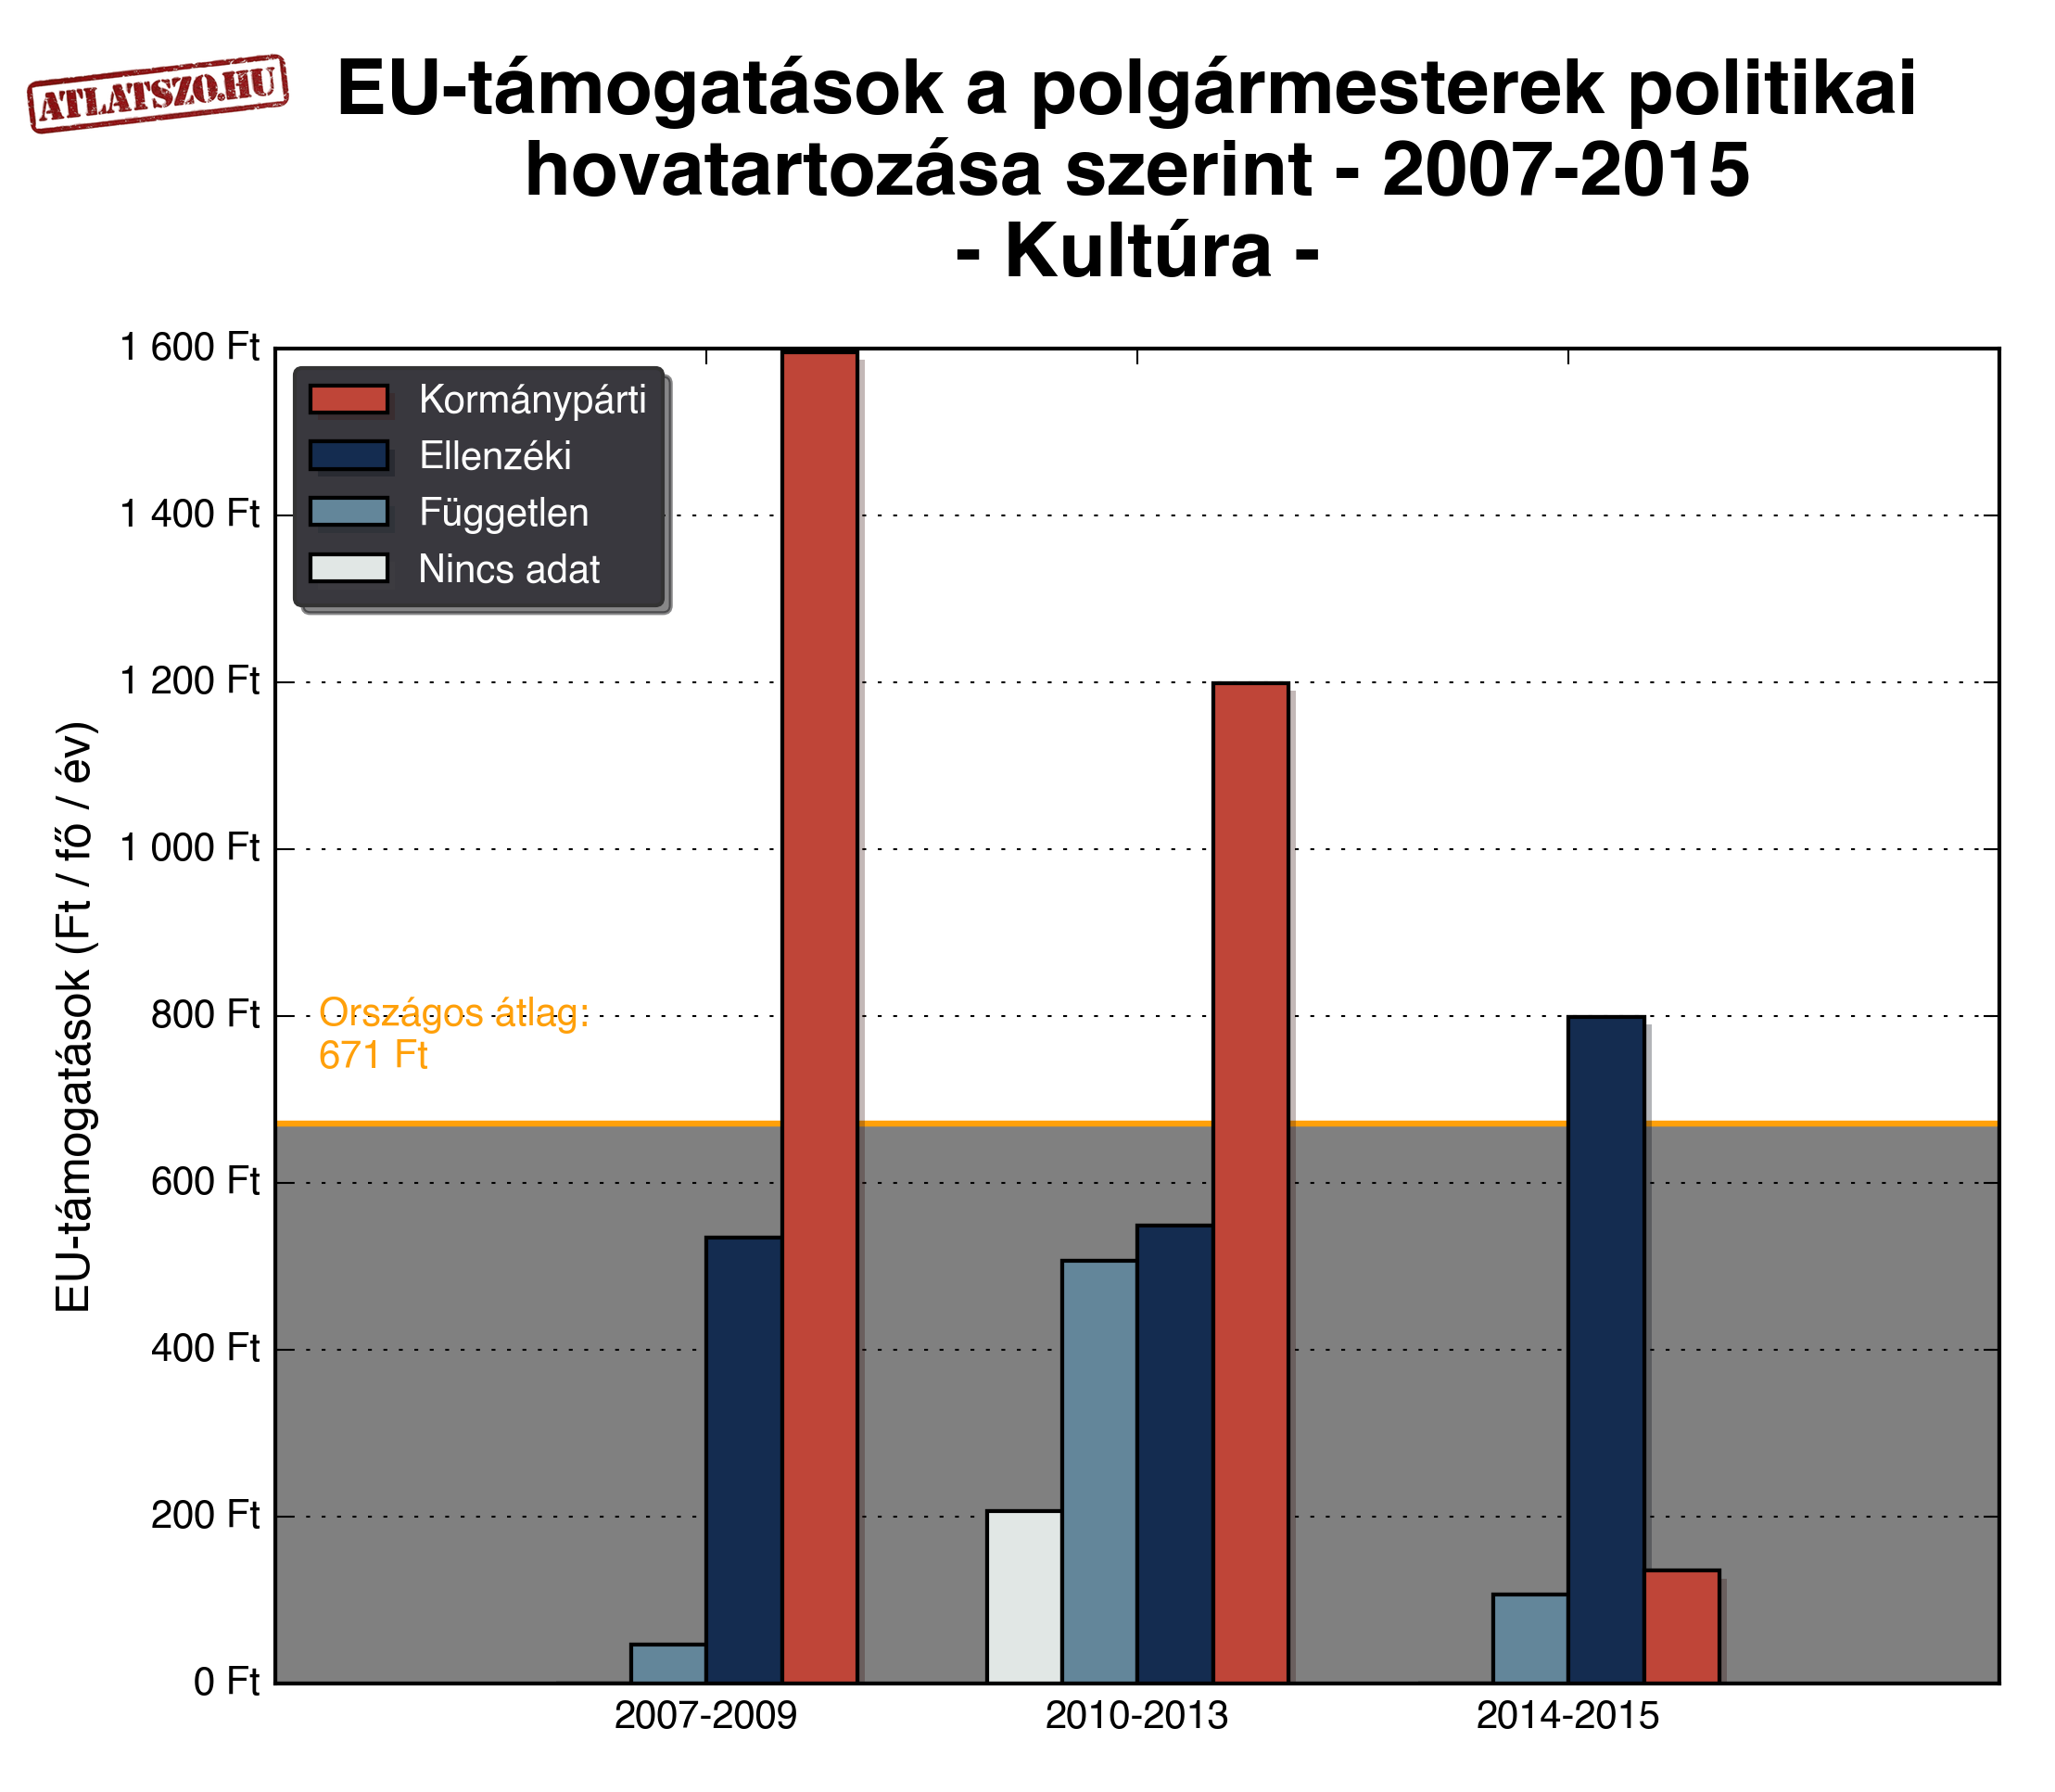 ATLATSZO.HU
EU-támogatások a polgármesterek politikai
hovatartozása szerint - 2007-2015
- Kultúra -
1 600 Ft
1 400 Ft
1 200 Ft
1 000 Ft
800 Ft
600 Ft
400 Ft
200 Ft
0 Ft
EU-támogatások (Ft / fő / év)
Kormánypárti
Ellenzéki
Független
Nincs adat
Országos átlag:
671 Ft
2007-2009
2010-2013
2014-2015